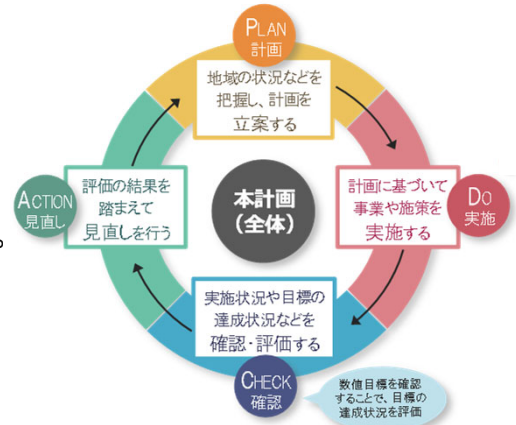 PLAN
計画
地域の状況などを
把握し、計画を
立案する
DO
実施
計画に基づいて
事業や施策を
実施する
CHECK
確認
実施状況や目標の
達成状況などを
確認・評価する
数値目標を確認
することで、目標の
達成状況を評価
ACTION
見直し
評価の結果を
踏まえて
見直しを行う
本計画
(全体)
。